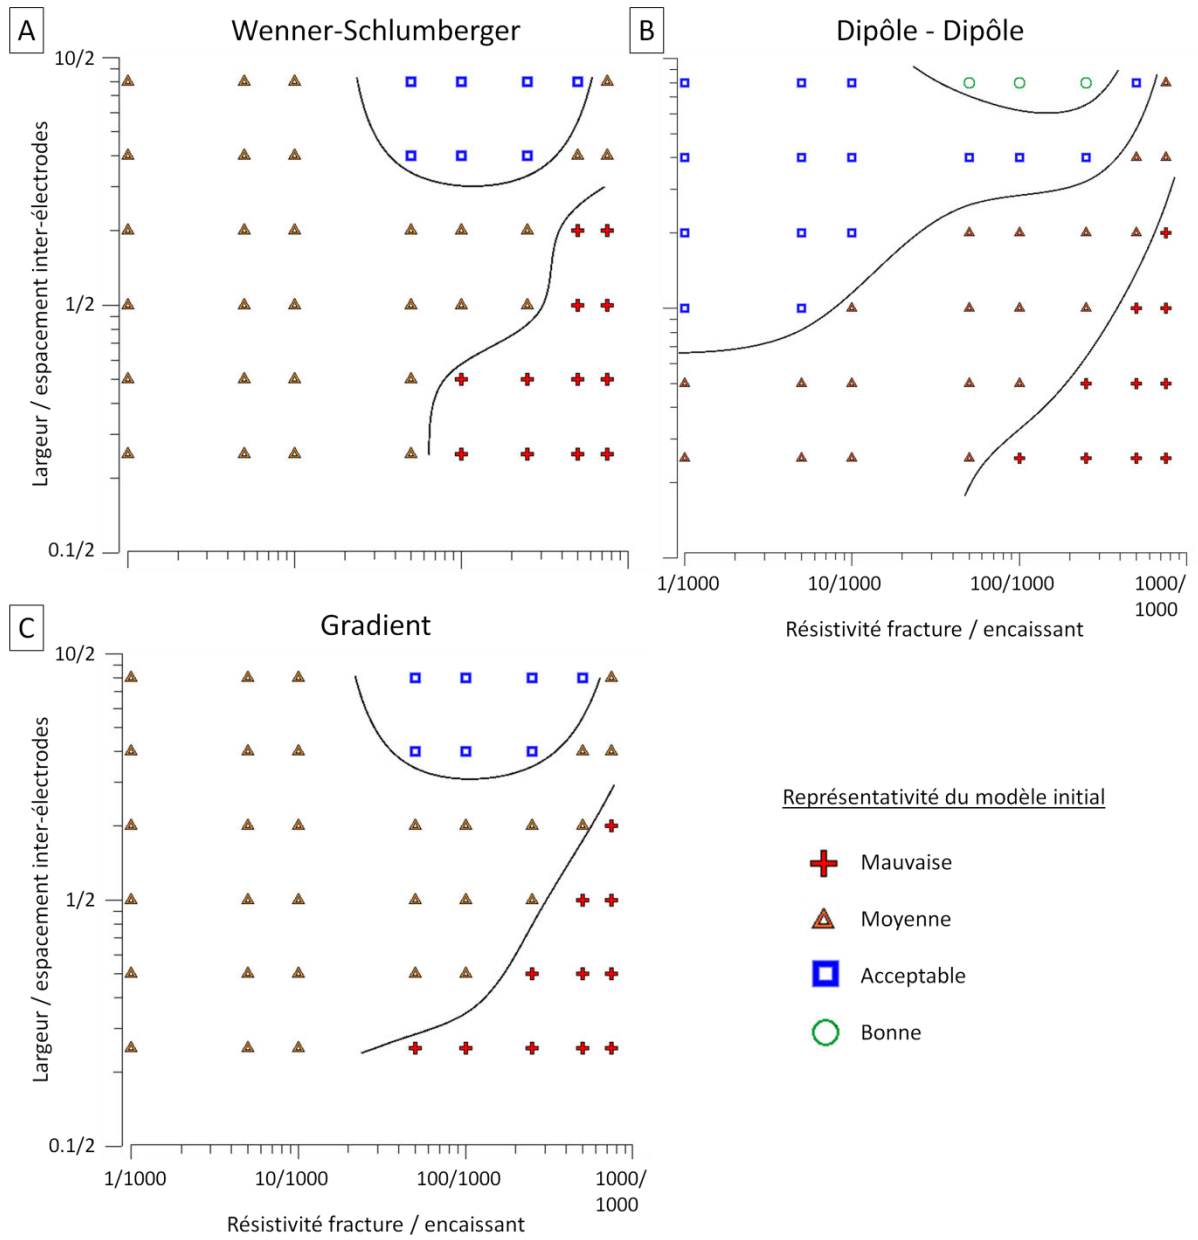 A
Wenner-Schlumberger
10/2
1/2
0.1/2
Largeur / espacement inter-électrodes
B
Dipôle - Dipôle
1/1000
10/1000
100/1000
1000/
1000
Résistivité fracture / encaissant
C
Gradient
10/2
1/2
0.1/2
Largeur / espacement inter-électrodes
1/1000
10/1000
100/1000
1000/
1000
Résistivité fracture / encaissant
Représentativité du modèle initial
Mauvaise
Moyenne
Acceptable
Bonne